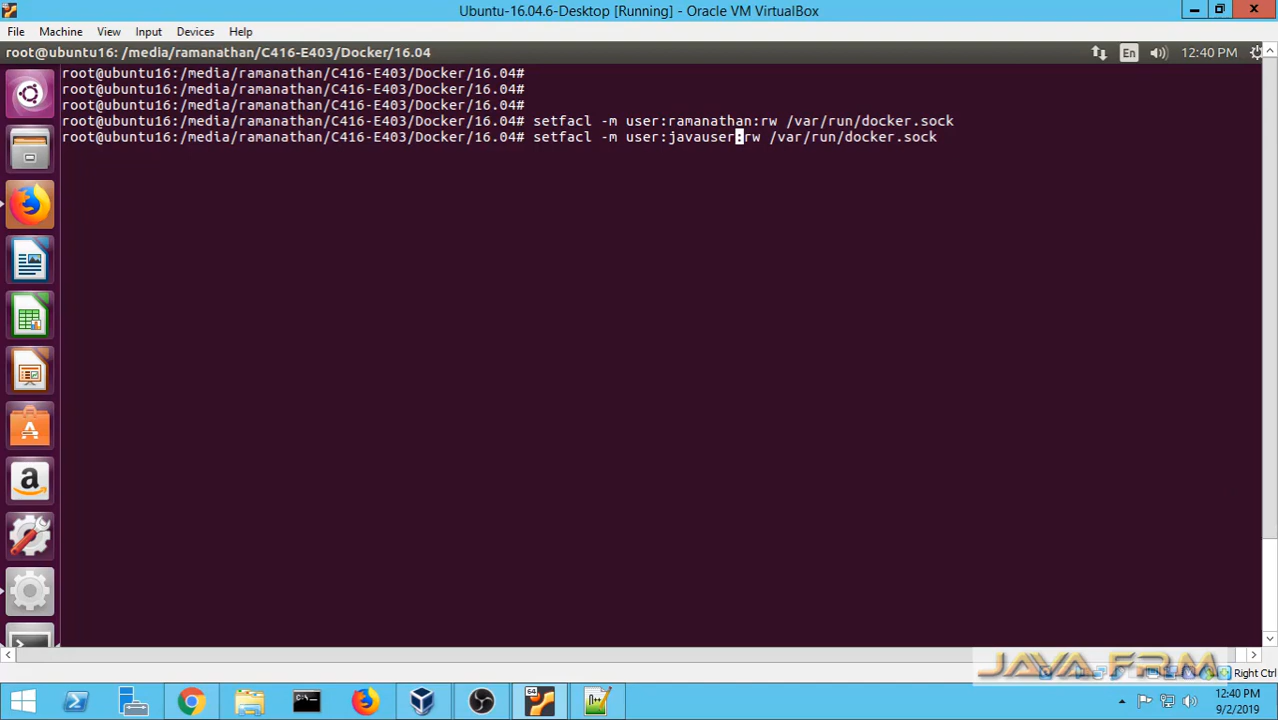 Ubuntu-16.04.6-Desktop [Running] - Oracle VM VirtualBox
File Machine View Input Devices Help
root@ubuntu16: /media/ramanathan/C416-E403/Docker/16.04
En
12:40 PM
root@ubuntu16:/media/ramanathan/C416-E403/Docker/16.04#
root@ubuntu16:/media/ramanathan/C416-E403/Docker/16.04#
root@ubuntu16:/media/ramanathan/C416-E403/Docker/16.04#
root@ubuntu16:/media/ramanathan/C416-E403/Docker/16.04# setfacl -m user:ramanathan:rw /var/run/docker.sock
root@ubuntu16:/media/ramanathan/C416-E403/Docker/16.04# setfacl -m user:javauser:rw /var/run/docker.sock
JAVA FRM
Right Ctrl
64
12:40 PM
9/2/2019